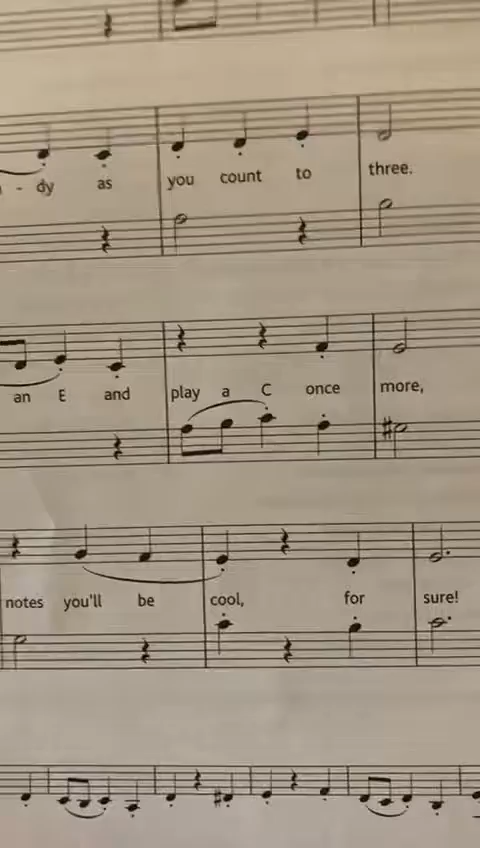 dy as you count to three.
an E and play a C once more,
notes you'll be cool, for sure!